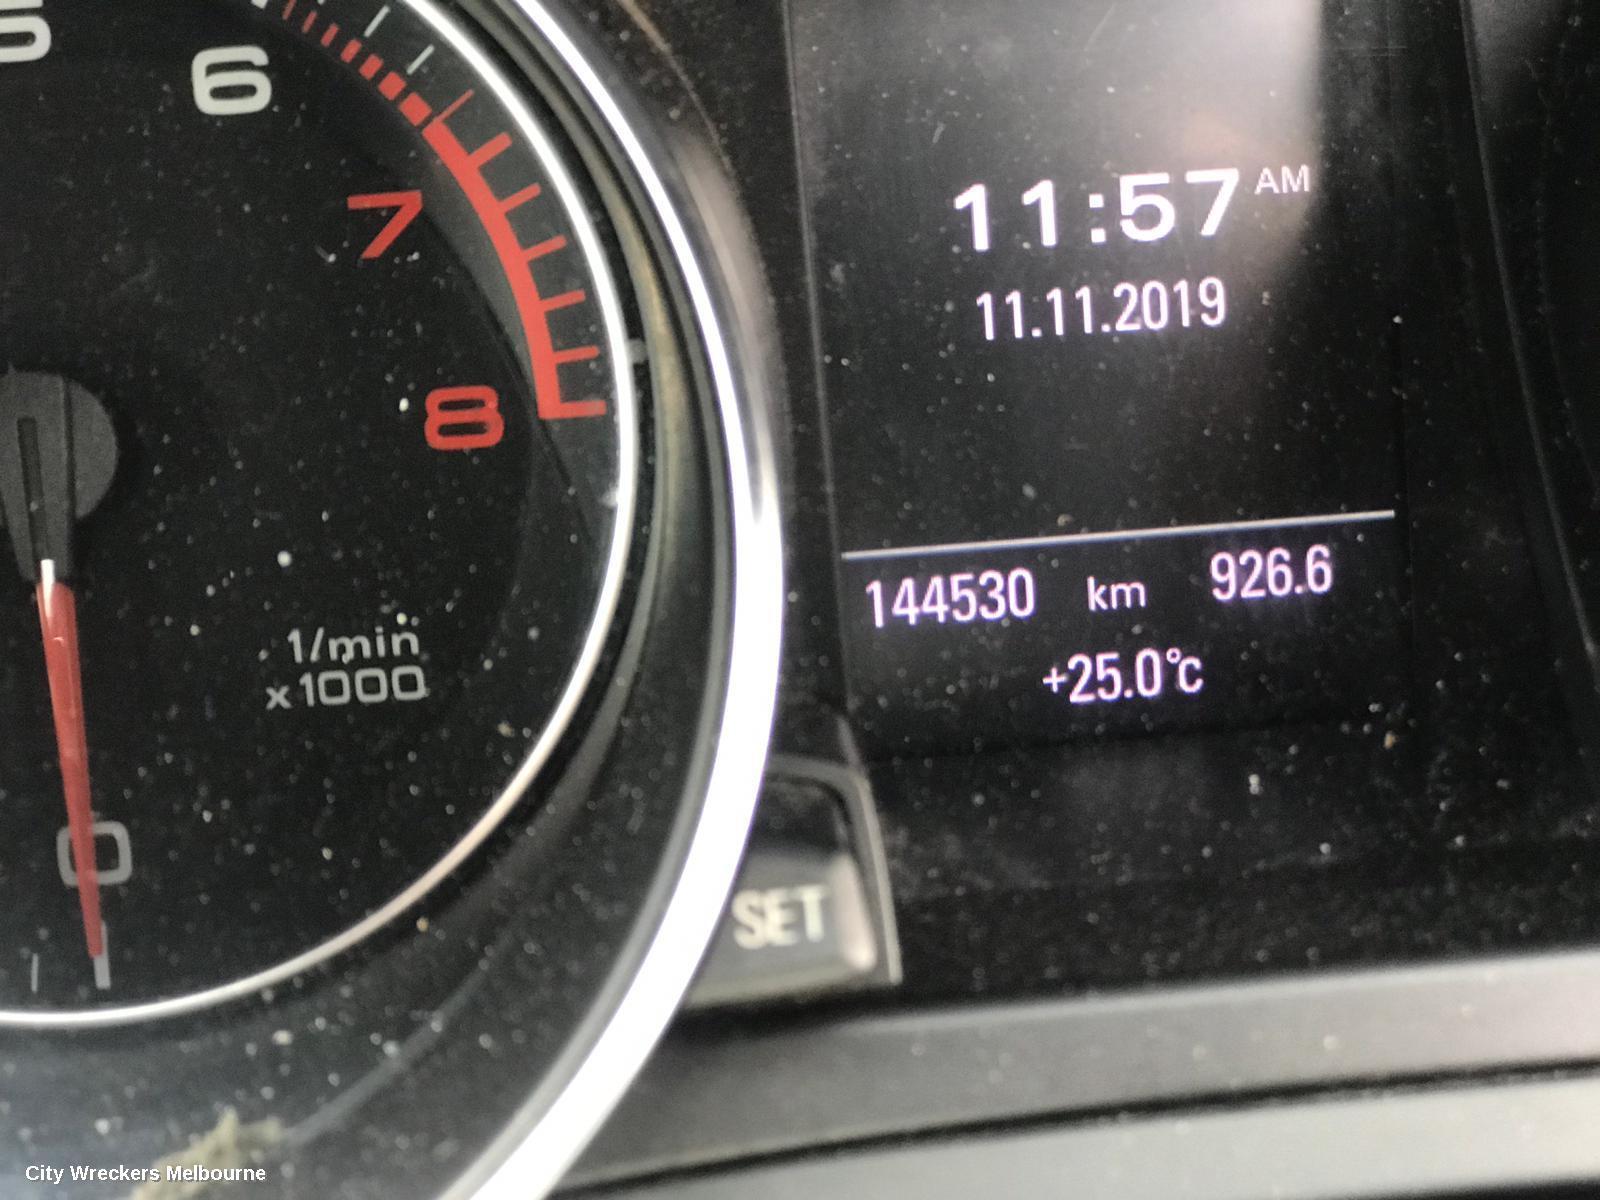 6
7
8
1/min
x1000
0
11:57 AM
11.11.2019
144530 km 926.6
+25.0°C
SET
City Wreckers Melbourne